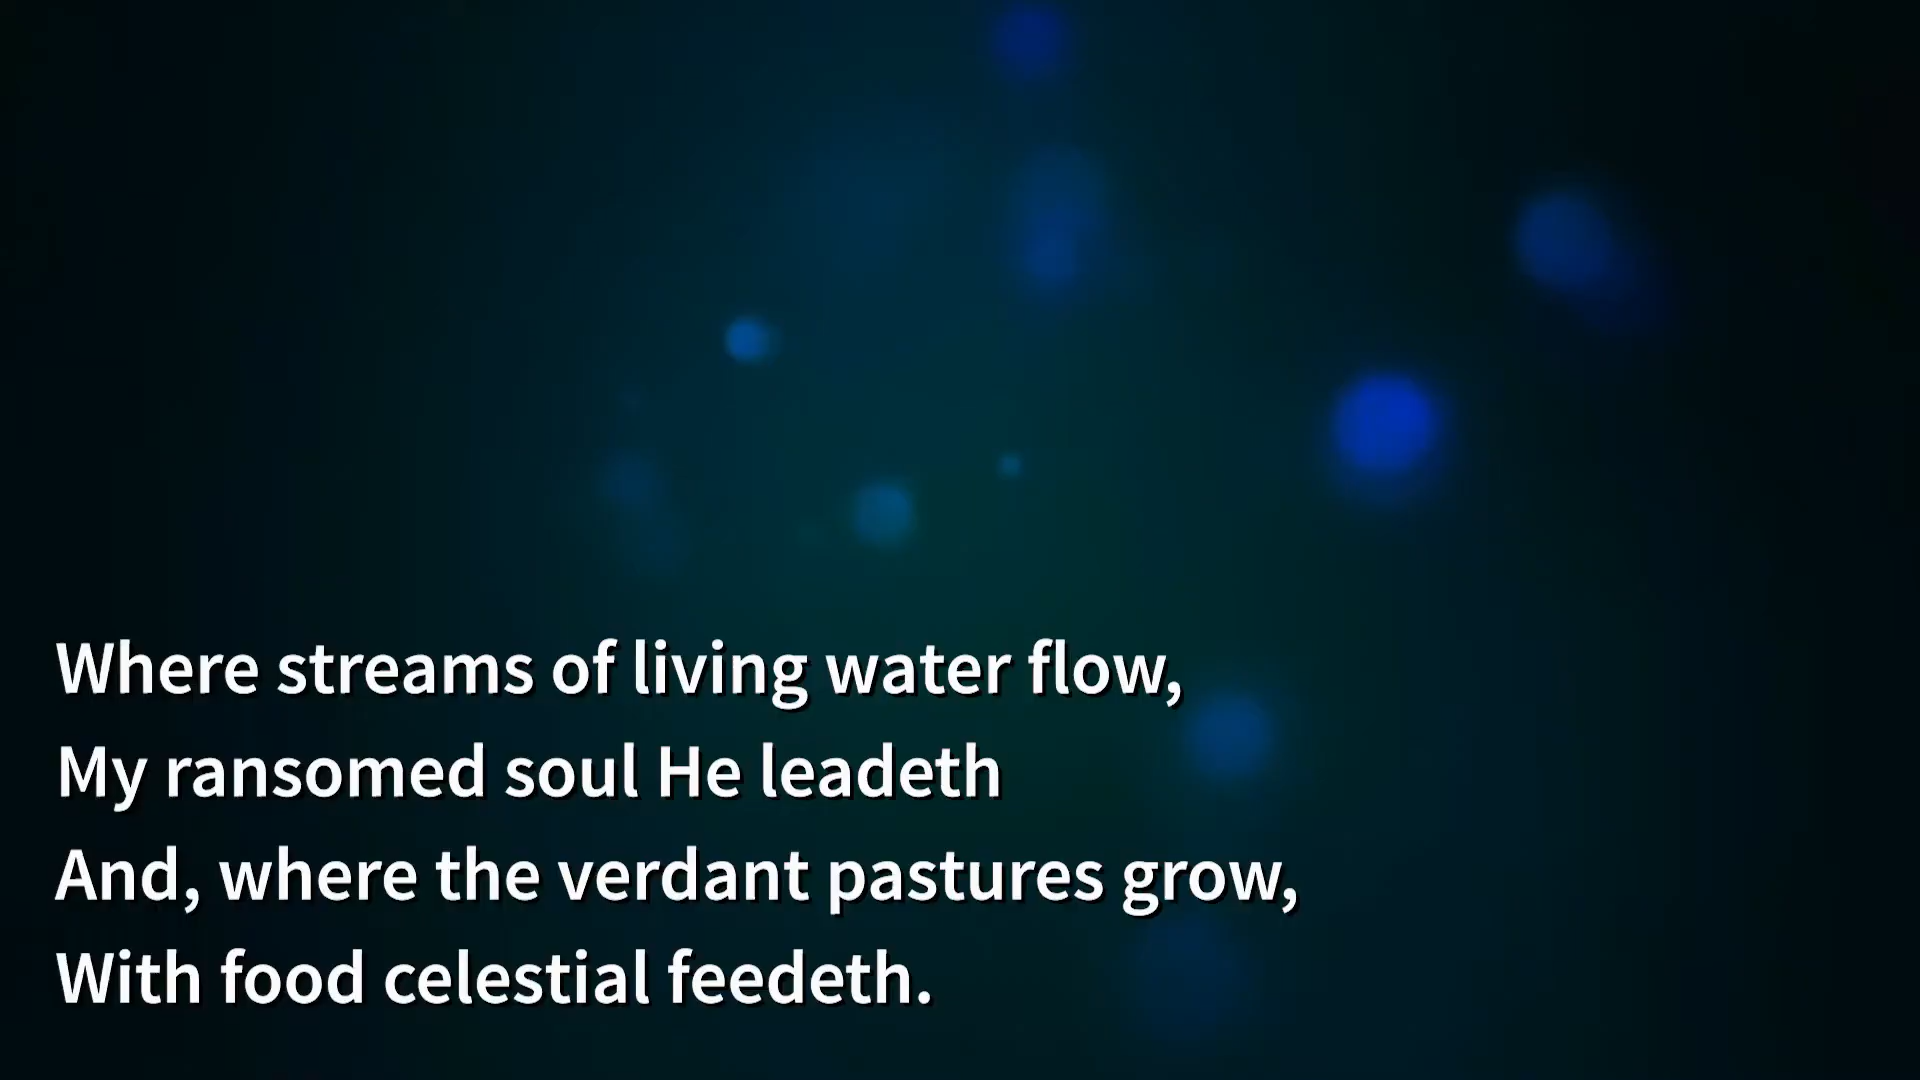 Where streams of living water flow,
My ransomed soul He leadeth
And, where the verdant pastures grow,
With food celestial feedeth.